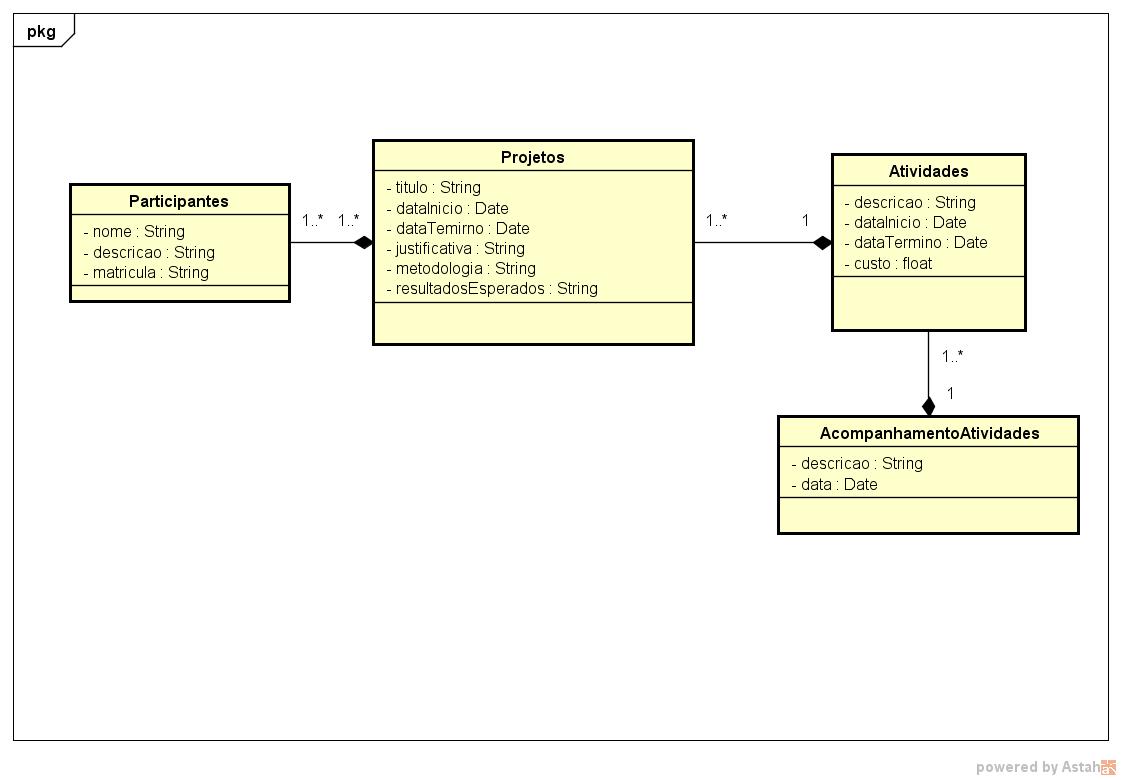 pkg
Participantes
- nome : String
- descricao : String
- matricula : String
1..* 1..*
Projetos
- titulo : String
- dataInicio : Date
- dataTemirno : Date
- justificativa : String
- metodologia : String
- resultadosEsperados : String
1..* 1
Atividades
- descricao : String
- dataInicio : Date
- dataTermino : Date
- custo : float
1..*
1
AcompanhamentoAtividades
- descricao : String
- data : Date
powered by Astah